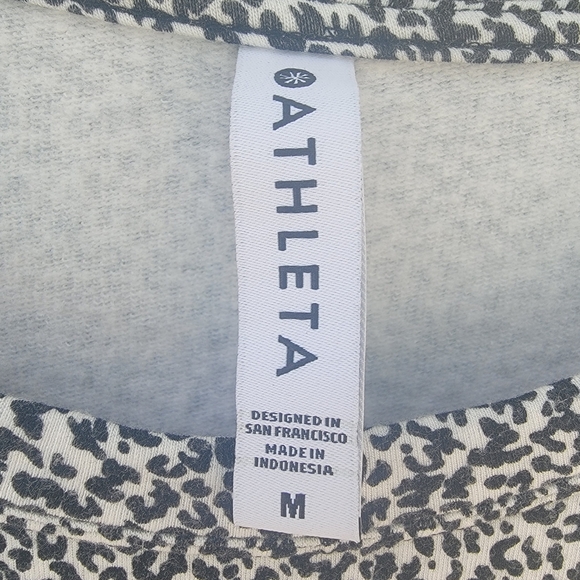 ATHLETA
DESIGNED IN
SAN FRANCISCO
MADE IN
INDONESIA
M